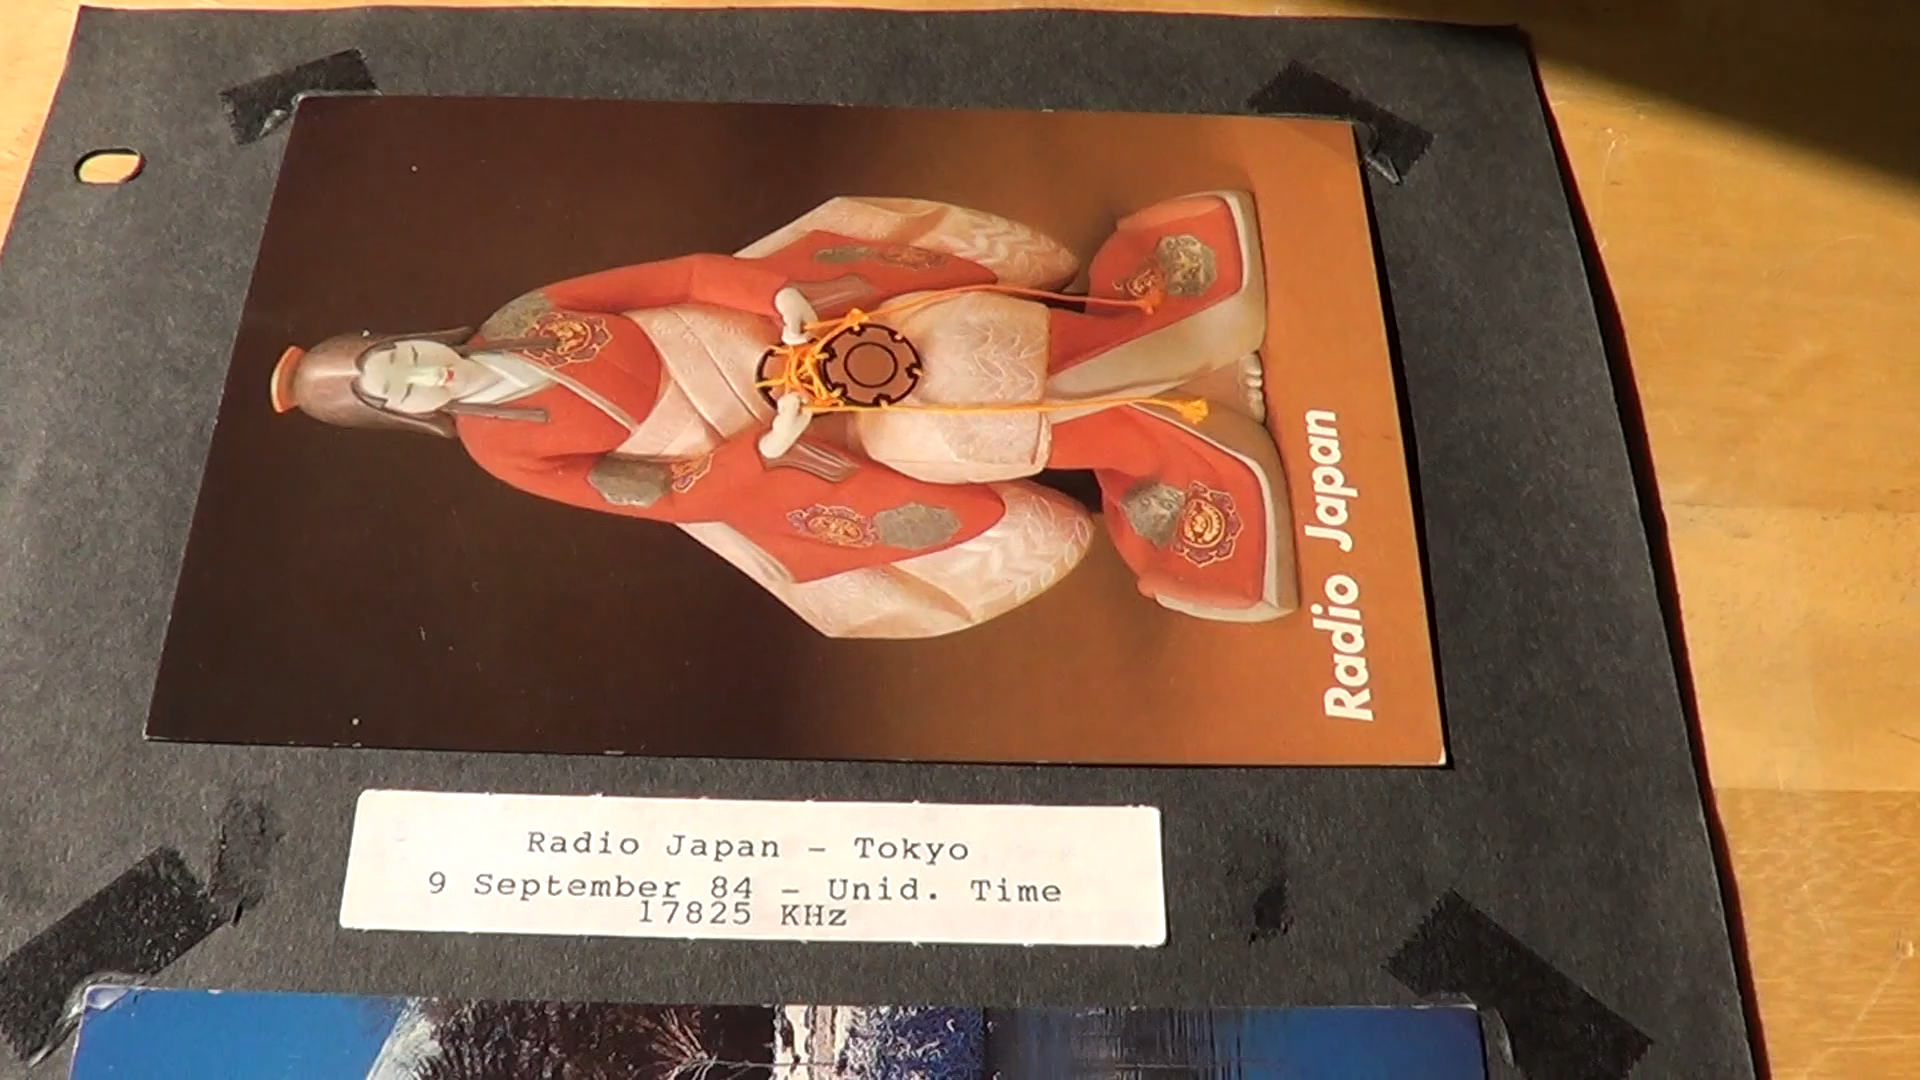 Radio Japan
Radio Japan - Tokyo
9 September 84 - Unid. Time
17825 KHz